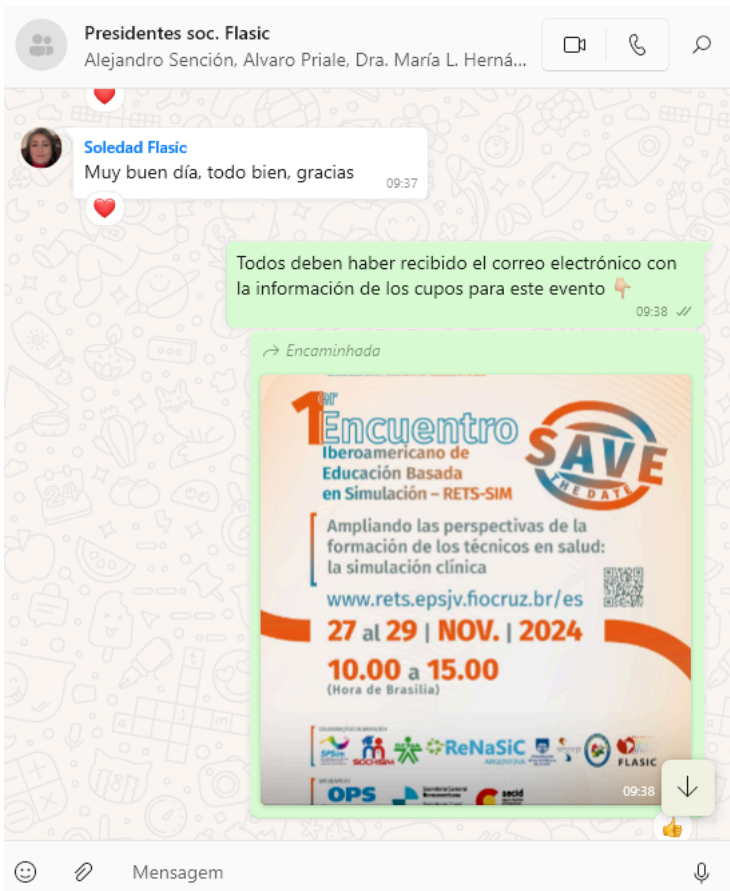 Presidentes soc. Flasic
Alejandro Sención, Alvaro Priale, Dra. María L. Herná...
Soledad Flasic
Muy buen día, todo bien, gracias
09:37
Todos deben haber recibido el correo electrónico con
la información de los cupos para este evento
09:38
Encaminhada
1er
Encuentro
Iberoamericano de
Educación Basada
en Simulación – RETS-SIM
SAVE
THE DATE
Ampliando las perspectivas de la
formación de los técnicos en salud:
la simulación clínica
www.rets.epsjv.fiocruz.br/es
27 al 29 | NOV. | 2024
10.00 a 15.00
(Hora de Brasilia)
SOCHSIM
ReNaSiC
ARGENTINA
FLASIC
OPS
09:38
Mensagem